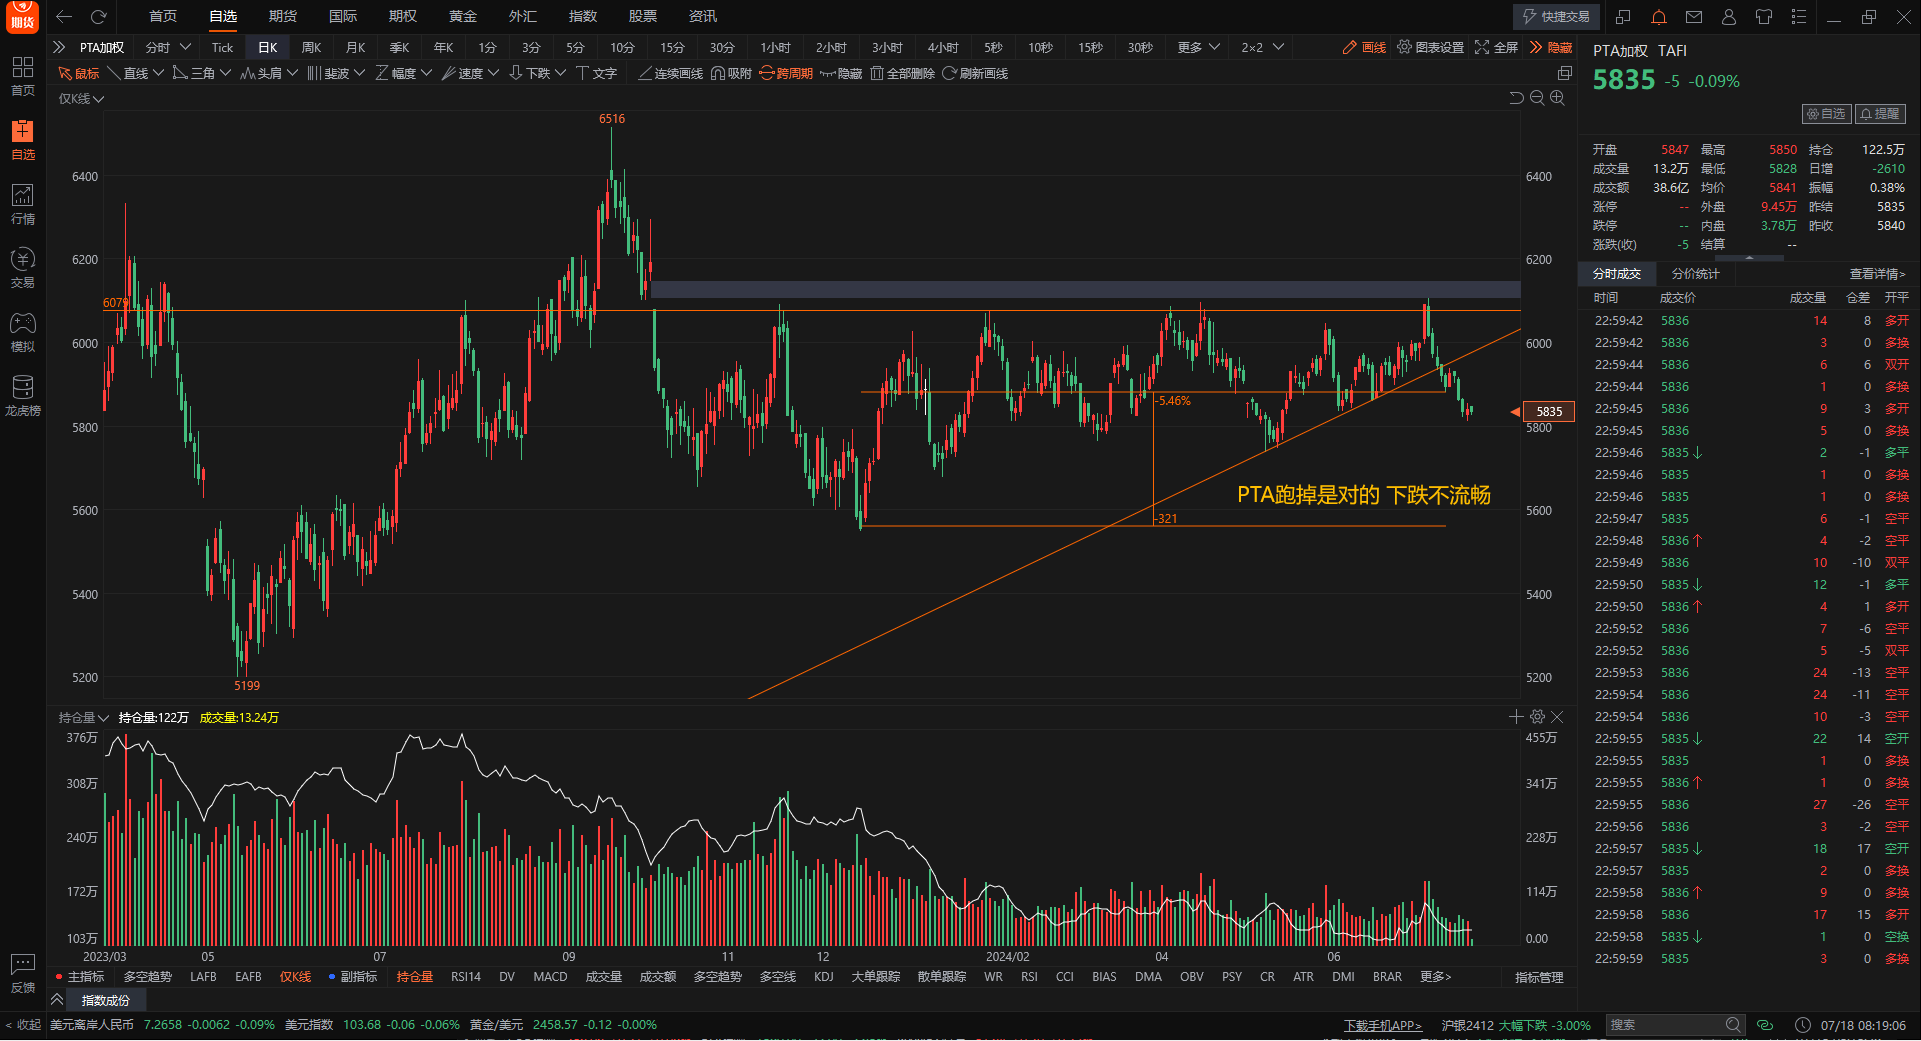 期货 首页 自选 期货 国际 期权 黄金 外汇 指数 股票 资讯 快捷交易
PTA加权 分时 Tick 日K 周K 月K 季K 年K 1分 3分 5分 10分 15分 30分 1小时 2小时 3小时 4小时 5秒 10秒 15秒 30秒 更多 2×2 画线 图表设置 全屏 隐藏
鼠标 直线 三角 头肩 斐波 幅度 速度 下跌 文字 连续画线 吸附 跨周期 隐藏 全部删除 刷新画线
仅K线
首页
自选
行情
交易
模拟
龙虎榜
反馈
6516
6400 6400
6200 6200
6079
6000 6000
5835
5800 5800
-5.46%
PTA跑掉是对的 下跌不流畅
5600 5600
-321
5400 5400
5200 5200
5199
持仓量 持仓量:122万 成交量:13.24万
376万 455万
308万 341万
240万 228万
172万 114万
103万 0.00
2023/03 05 07 09 11 12 2024/02 04 06
主指标 多空趋势 LAFB EAFB 仅K线 副指标 持仓量 RSI14 DV MACD 成交量 成交额 多空趋势 多空线 KDJ 大单跟踪 散单跟踪 WR RSI CCI BIAS DMA OBV PSY CR ATR DMI BRAR 更多> 指标管理
指数成份
PTA加权 TAFI
5835 -5 -0.09%
自选 提醒
开盘 5847 最高 5850 持仓 122.5万
成交量 13.2万 最低 5828 日增 -2610
成交额 38.6亿 均价 5841 振幅 0.38%
涨停 -- 外盘 9.45万 昨结 5835
跌停 -- 内盘 3.78万 昨收 5840
涨跌(收) -5 结算 --
分时成交 分价统计 查看详情>
时间 成交价 成交量 仓差 开平
22:59:42 5836 14 8 多开
22:59:42 5836 3 0 多换
22:59:44 5836 6 6 双开
22:59:44 5836 1 0 多换
22:59:45 5836 9 3 多开
22:59:45 5836 5 0 多换
22:59:46 5835↓ 2 -1 多平
22:59:46 5835 1 0 多换
22:59:46 5835 1 0 多换
22:59:47 5835 6 -1 空平
22:59:48 5836↑ 4 -2 空平
22:59:49 5836 10 -10 双平
22:59:50 5835↓ 12 -1 多平
22:59:50 5836↑ 4 1 多开
22:59:52 5836 7 -6 空平
22:59:52 5836 5 -5 双平
22:59:53 5836 24 -13 空平
22:59:54 5836 24 -11 空平
22:59:54 5836 10 -3 空平
22:59:55 5835↓ 22 14 空开
22:59:55 5835 1 0 多换
22:59:55 5836↑ 1 0 多换
22:59:55 5836 27 -26 空平
22:59:56 5836 3 -2 空平
22:59:57 5835↓ 18 17 空开
22:59:57 5835 2 0 多换
22:59:58 5836↑ 9 0 多换
22:59:58 5836 17 15 多开
22:59:58 5835↓ 1 0 空换
22:59:59 5835 3 0 多换
< 收起 美元离岸人民币 7.2658 -0.0062 -0.09% 美元指数 103.68 -0.06 -0.06% 黄金/美元 2458.57 -0.12 -0.00% 下载手机APP> 沪银2412 大幅下跌 -3.00% 搜索 07/18 08:19:06